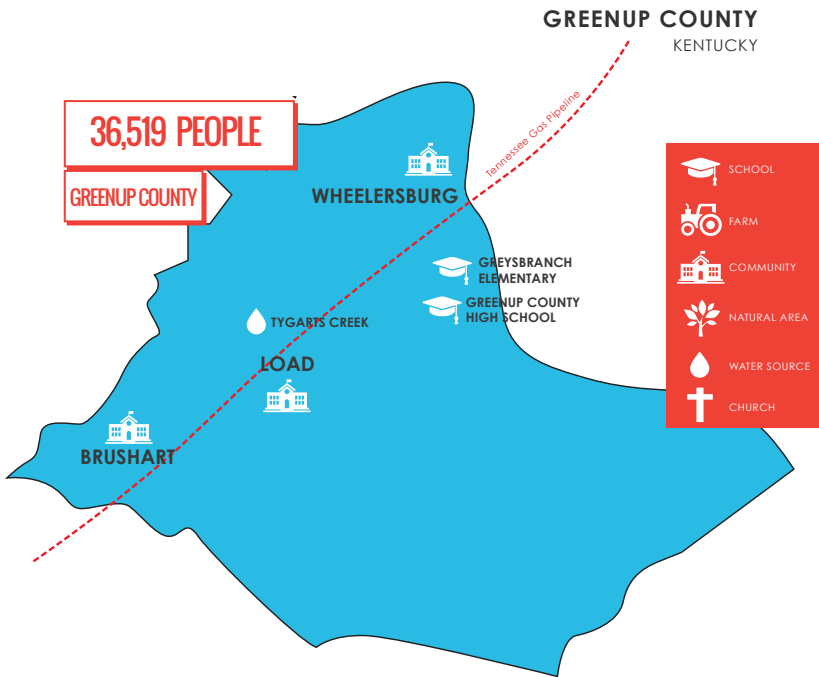 GREENUP COUNTY
KENTUCKY
36,519 PEOPLE
GREENUP COUNTY
Tennessee Gas Pipeline
WHEELERSBURG
GREYSBRANCH
ELEMENTARY
GREENUP COUNTY
HIGH SCHOOL
TYGARTS CREEK
LOAD
BRUSHART
SCHOOL
FARM
COMMUNITY
NATURAL AREA
WATER SOURCE
CHURCH